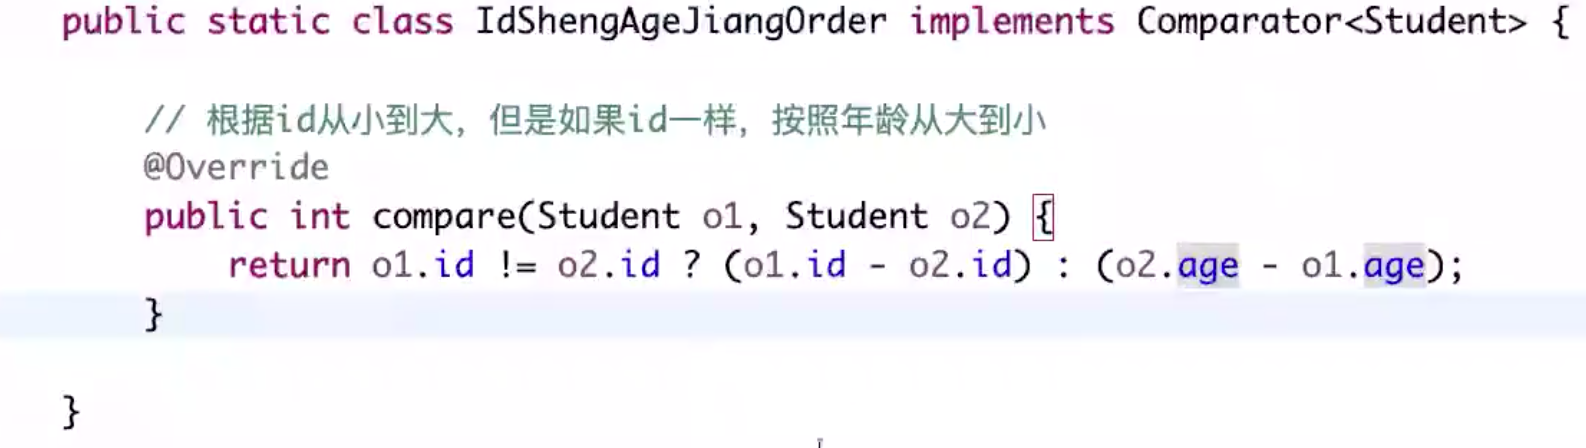 public static class IdShengAgeJiangOrder implements Comparator<Student> {
// 根据id从小到大，但是如果id一样，按照年龄从大到小
@Override
public int compare(Student o1, Student o2) {
return o1.id != o2.id ? (o1.id - o2.id) : (o2.age - o1.age);
}
}